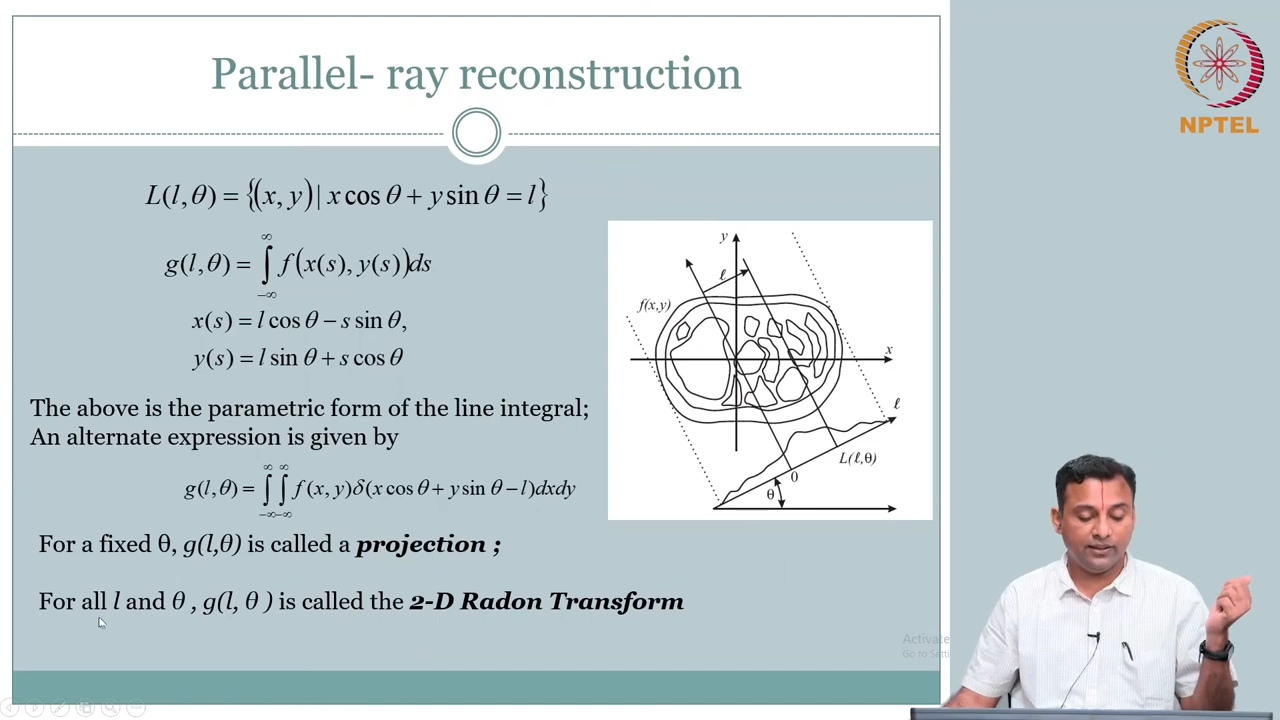 Parallel- ray reconstruction
NPTEL
L(l,θ) = {(x, y) | x cos θ + y sin θ = l}
g(l,θ) = ∫_{-∞}^{∞} f(x(s), y(s))ds
x(s) = l cos θ − s sin θ,
y(s) = l sin θ + s cos θ
The above is the parametric form of the line integral;
An alternate expression is given by
g(l,θ) = ∫_{-∞}^{∞} ∫_{-∞}^{∞} f(x, y)δ(x cos θ + y sin θ − l)dxdy
For a fixed θ, g(l,θ) is called a projection ;
For all l and θ , g(l, θ ) is called the 2-D Radon Transform
y
ℓ
f(x,y)
x
ℓ
L(ℓ,θ)
0
θ
Activate
Go to Setti